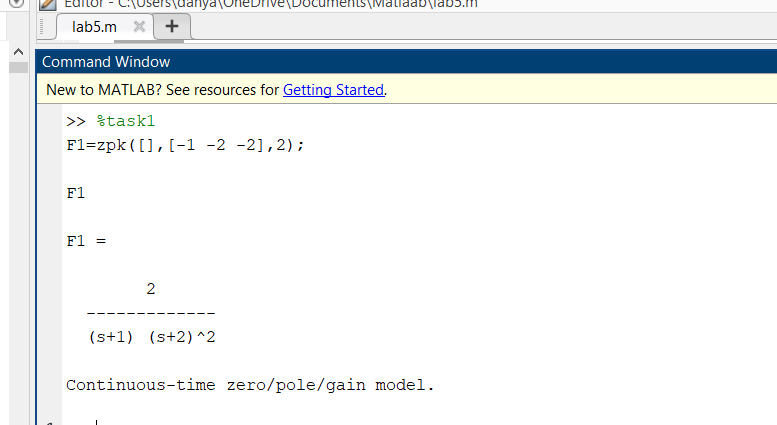 Editor - C:\Users\danya\OneDrive\Documents\Matlaab\lab5.m
lab5.m
Command Window
New to MATLAB? See resources for Getting Started.
>> %task1
F1=zpk([],[-1 -2 -2],2);
F1
F1 =
2
-------------
(s+1) (s+2)^2
Continuous-time zero/pole/gain model.